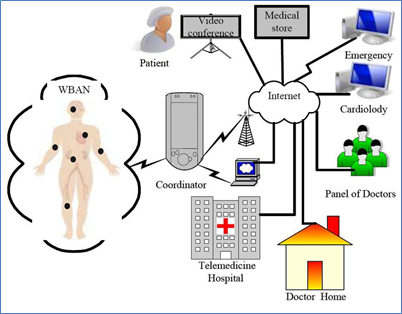 Video
conference
Medical
store
Patient
Emergency
WBAN
Internet
Cardiolody
Coordinator
Panel of Doctors
Telemedicine
Hospital
Doctor Home